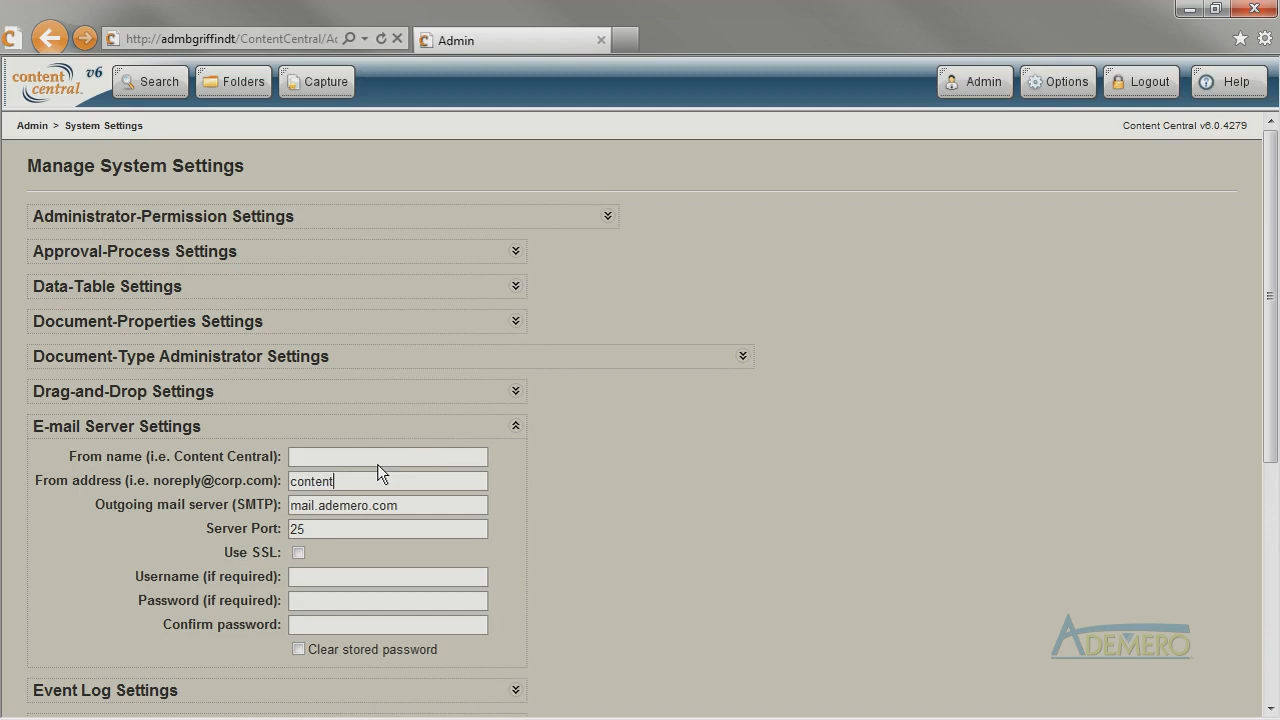 http://admbgriffindt/ContentCentral/Ac
Admin
content central v6
Search
Folders
Capture
Admin
Options
Logout
Help
Admin > System Settings
Content Central v6.0.4279
Manage System Settings
Administrator-Permission Settings
Approval-Process Settings
Data-Table Settings
Document-Properties Settings
Document-Type Administrator Settings
Drag-and-Drop Settings
E-mail Server Settings
From name (i.e. Content Central):
From address (i.e. noreply@corp.com): content
Outgoing mail server (SMTP): mail.ademero.com
Server Port: 25
Use SSL:
Username (if required):
Password (if required):
Confirm password:
Clear stored password
ADEMERO
Event Log Settings